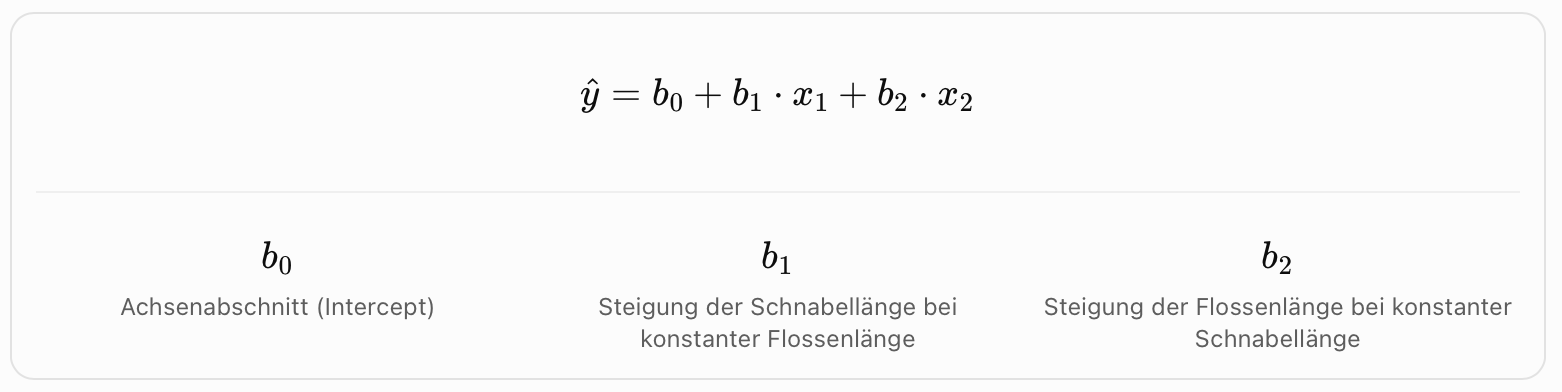 ŷ = b₀ + b₁ · x₁ + b₂ · x₂
b₀
Achsenabschnitt (Intercept)
b₁
Steigung der Schnabellänge bei
konstanter Flossenlänge
b₂
Steigung der Flossenlänge bei konstanter
Schnabellänge